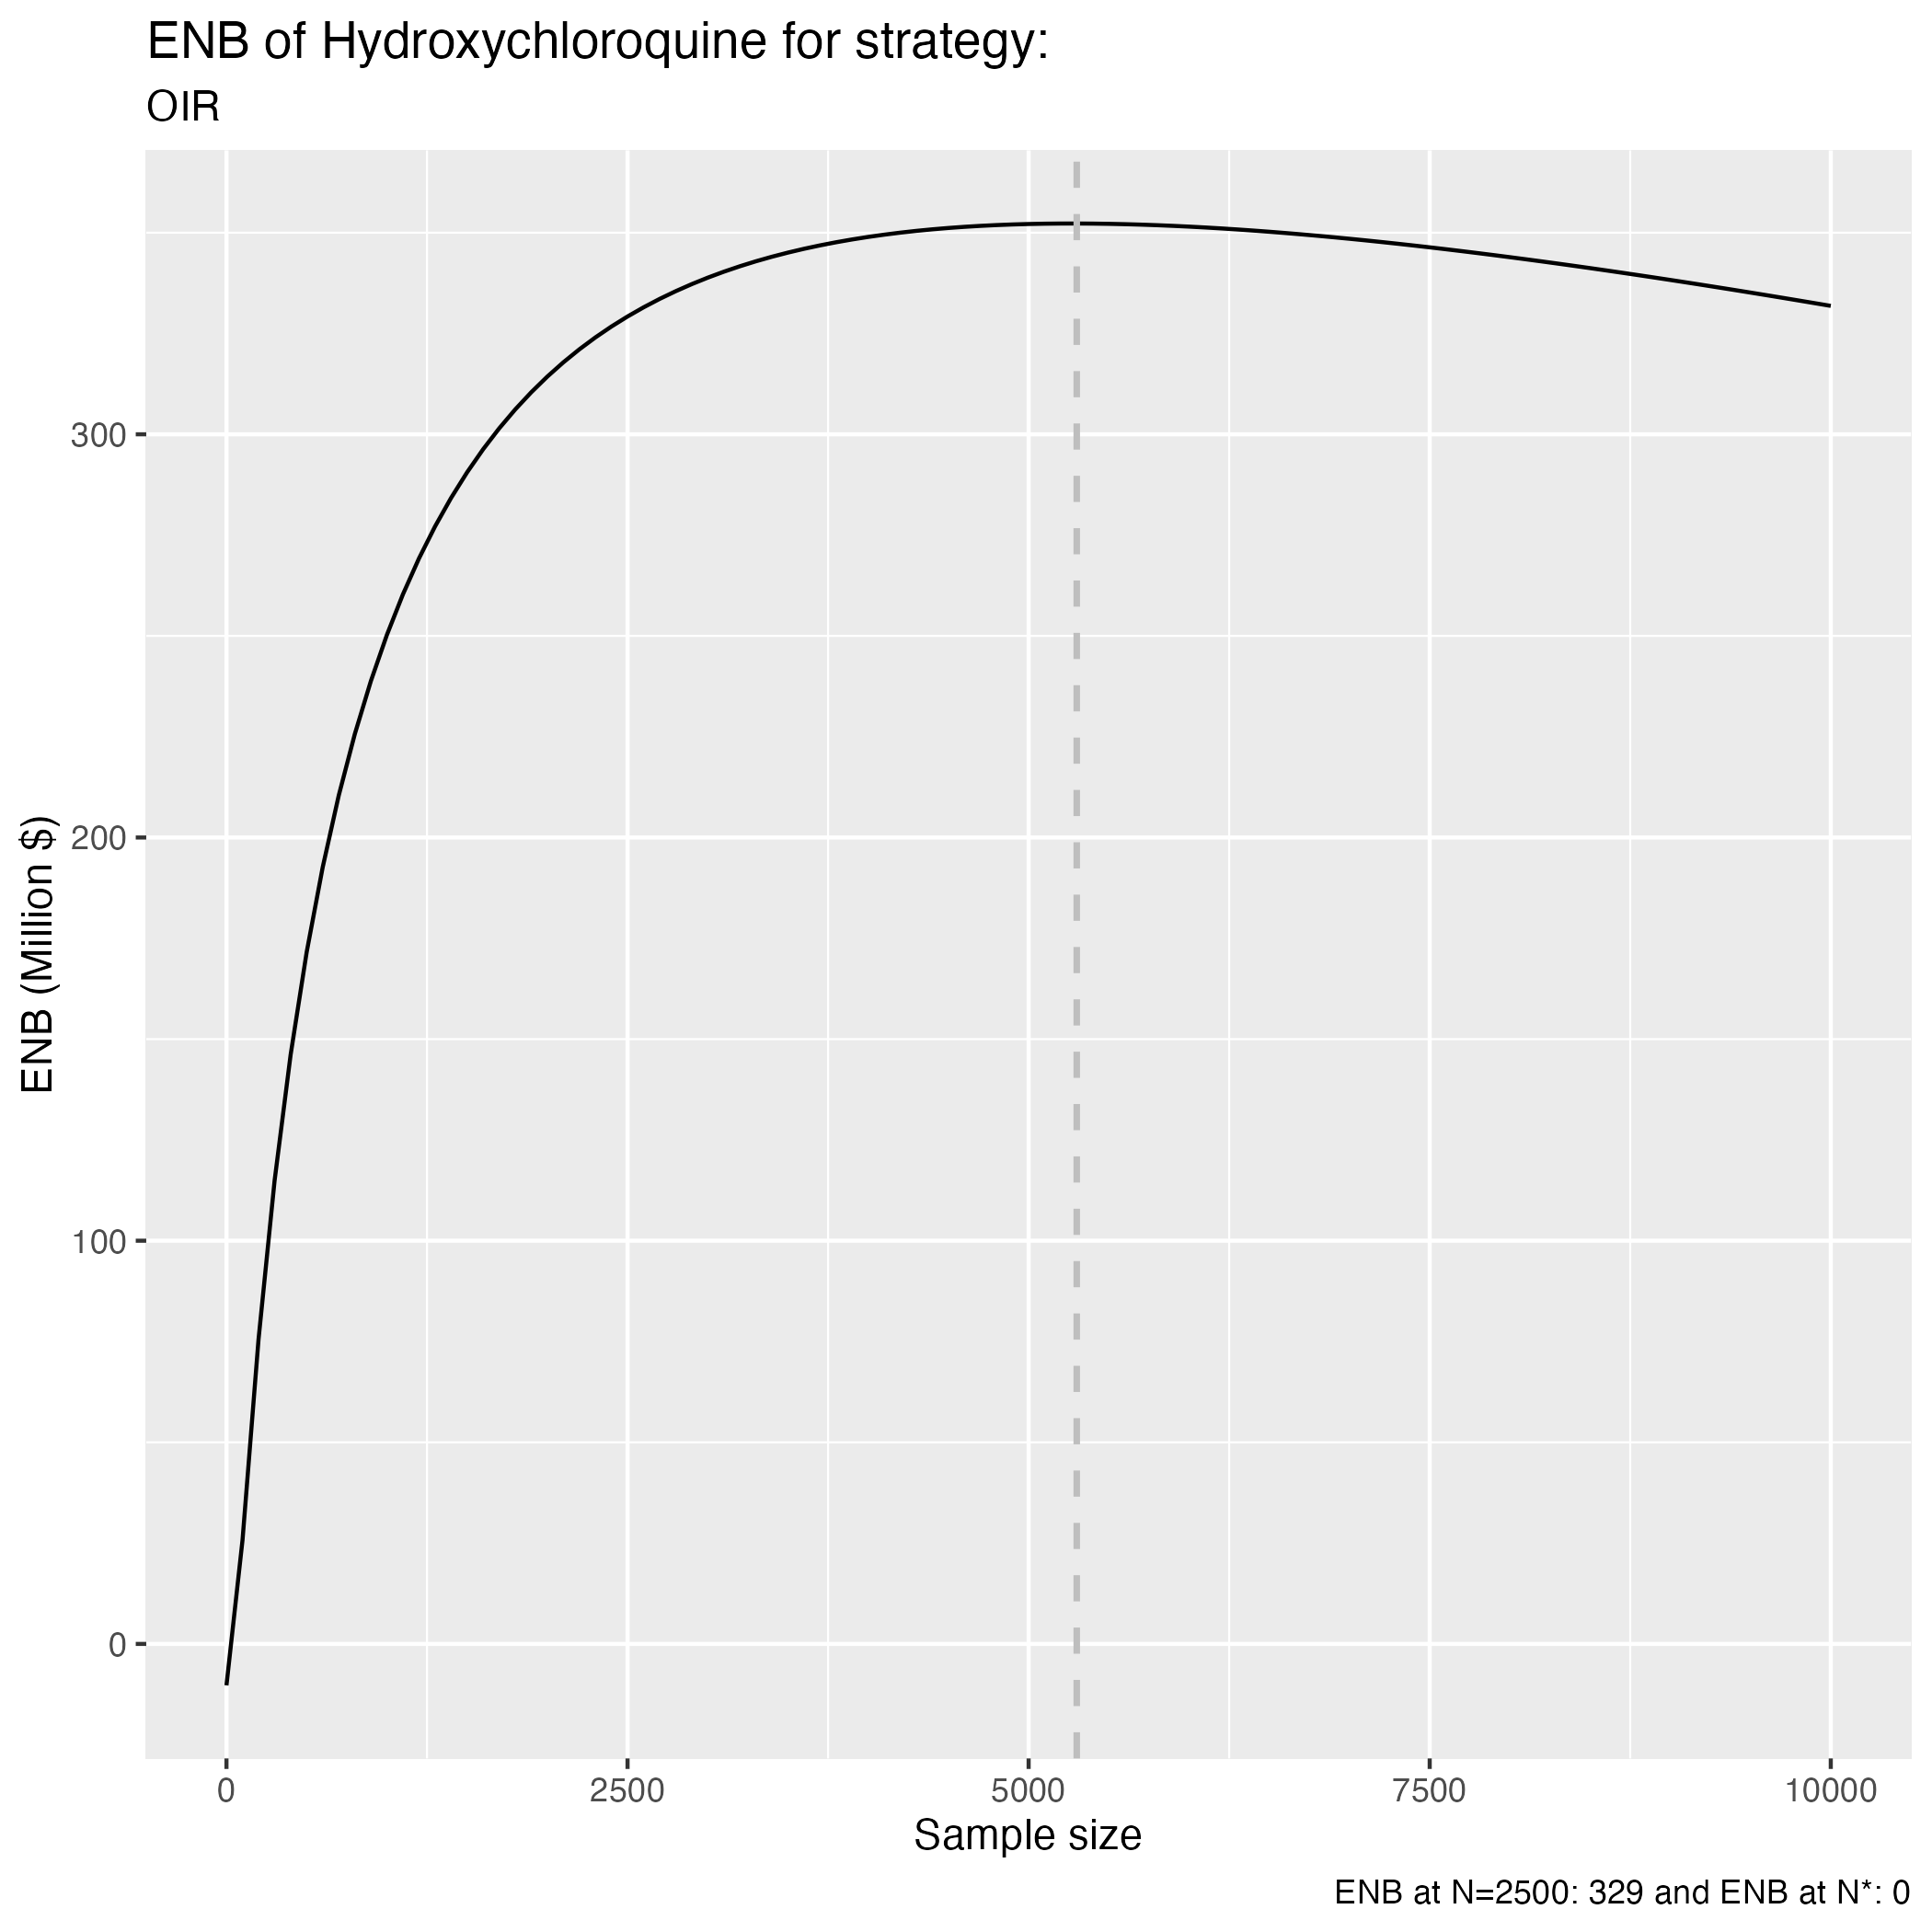 ENB of Hydroxychloroquine for strategy:
OIR
ENB (Million $)
300
200
100
0
0 2500 5000 7500 10000
Sample size
ENB at N=2500: 329 and ENB at N*: 0